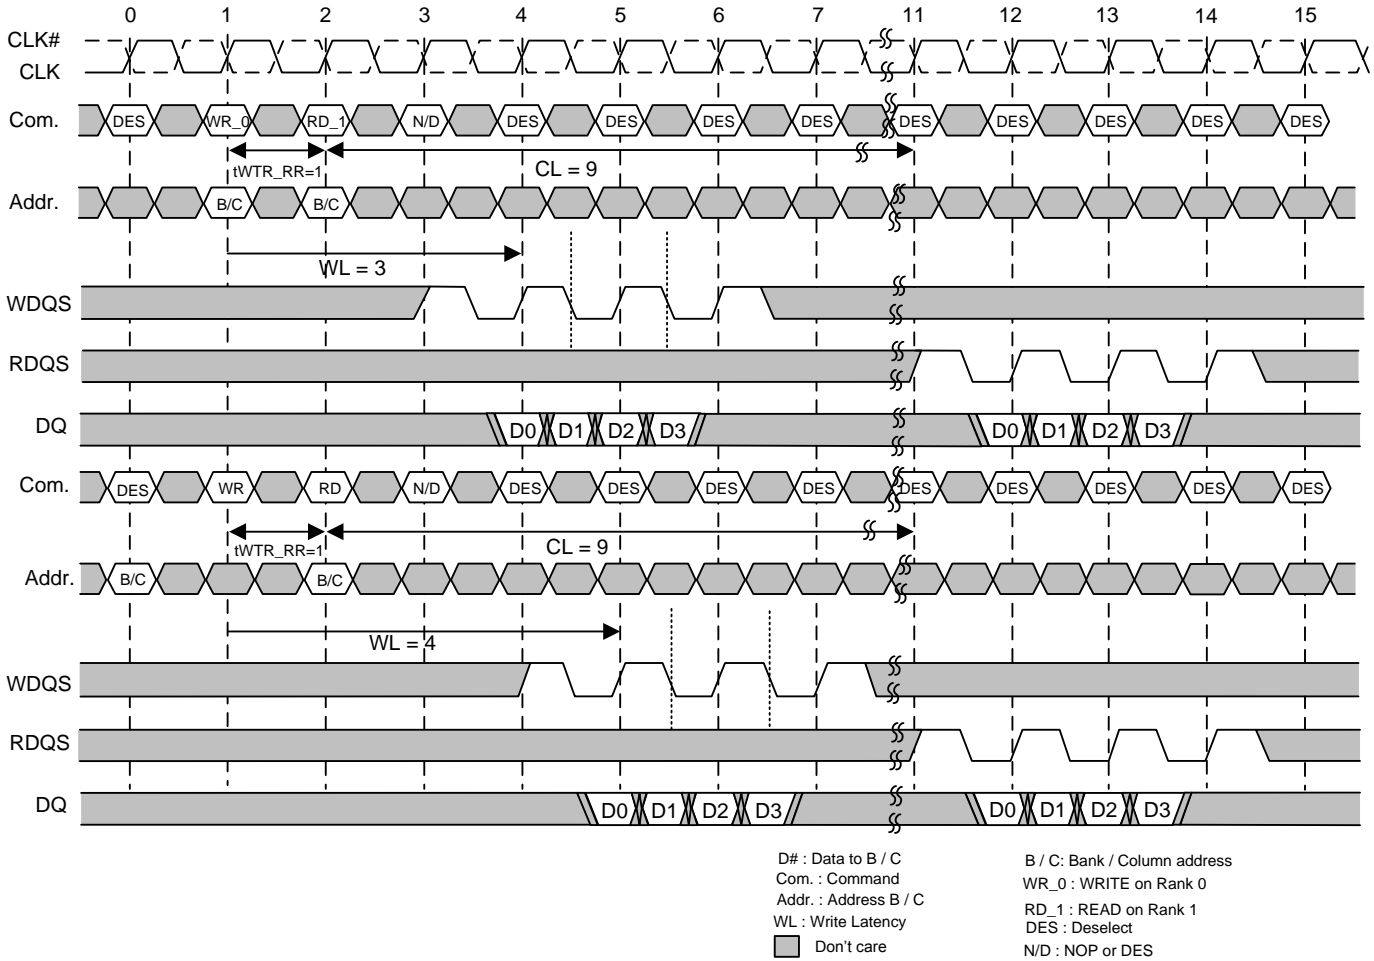 0 1 2 3 4 5 6 7 11 12 13 14 15
CLK#
CLK
Com. DES WR_0 RD_1 N/D DES DES DES DES DES DES DES DES DES
tWTR_RR=1 CL = 9
Addr. B/C B/C
WL = 3
WDQS
RDQS
DQ D0 D1 D2 D3 D0 D1 D2 D3
Com. DES WR RD N/D DES DES DES DES DES DES DES DES DES
tWTR_RR=1 CL = 9
Addr. B/C B/C
WL = 4
WDQS
RDQS
DQ D0 D1 D2 D3 D0 D1 D2 D3
D# : Data to B / C
Com. : Command
Addr. : Address B / C
WL : Write Latency
Don't care
B / C: Bank / Column address
WR_0 : WRITE on Rank 0
RD_1 : READ on Rank 1
DES : Deselect
N/D : NOP or DES